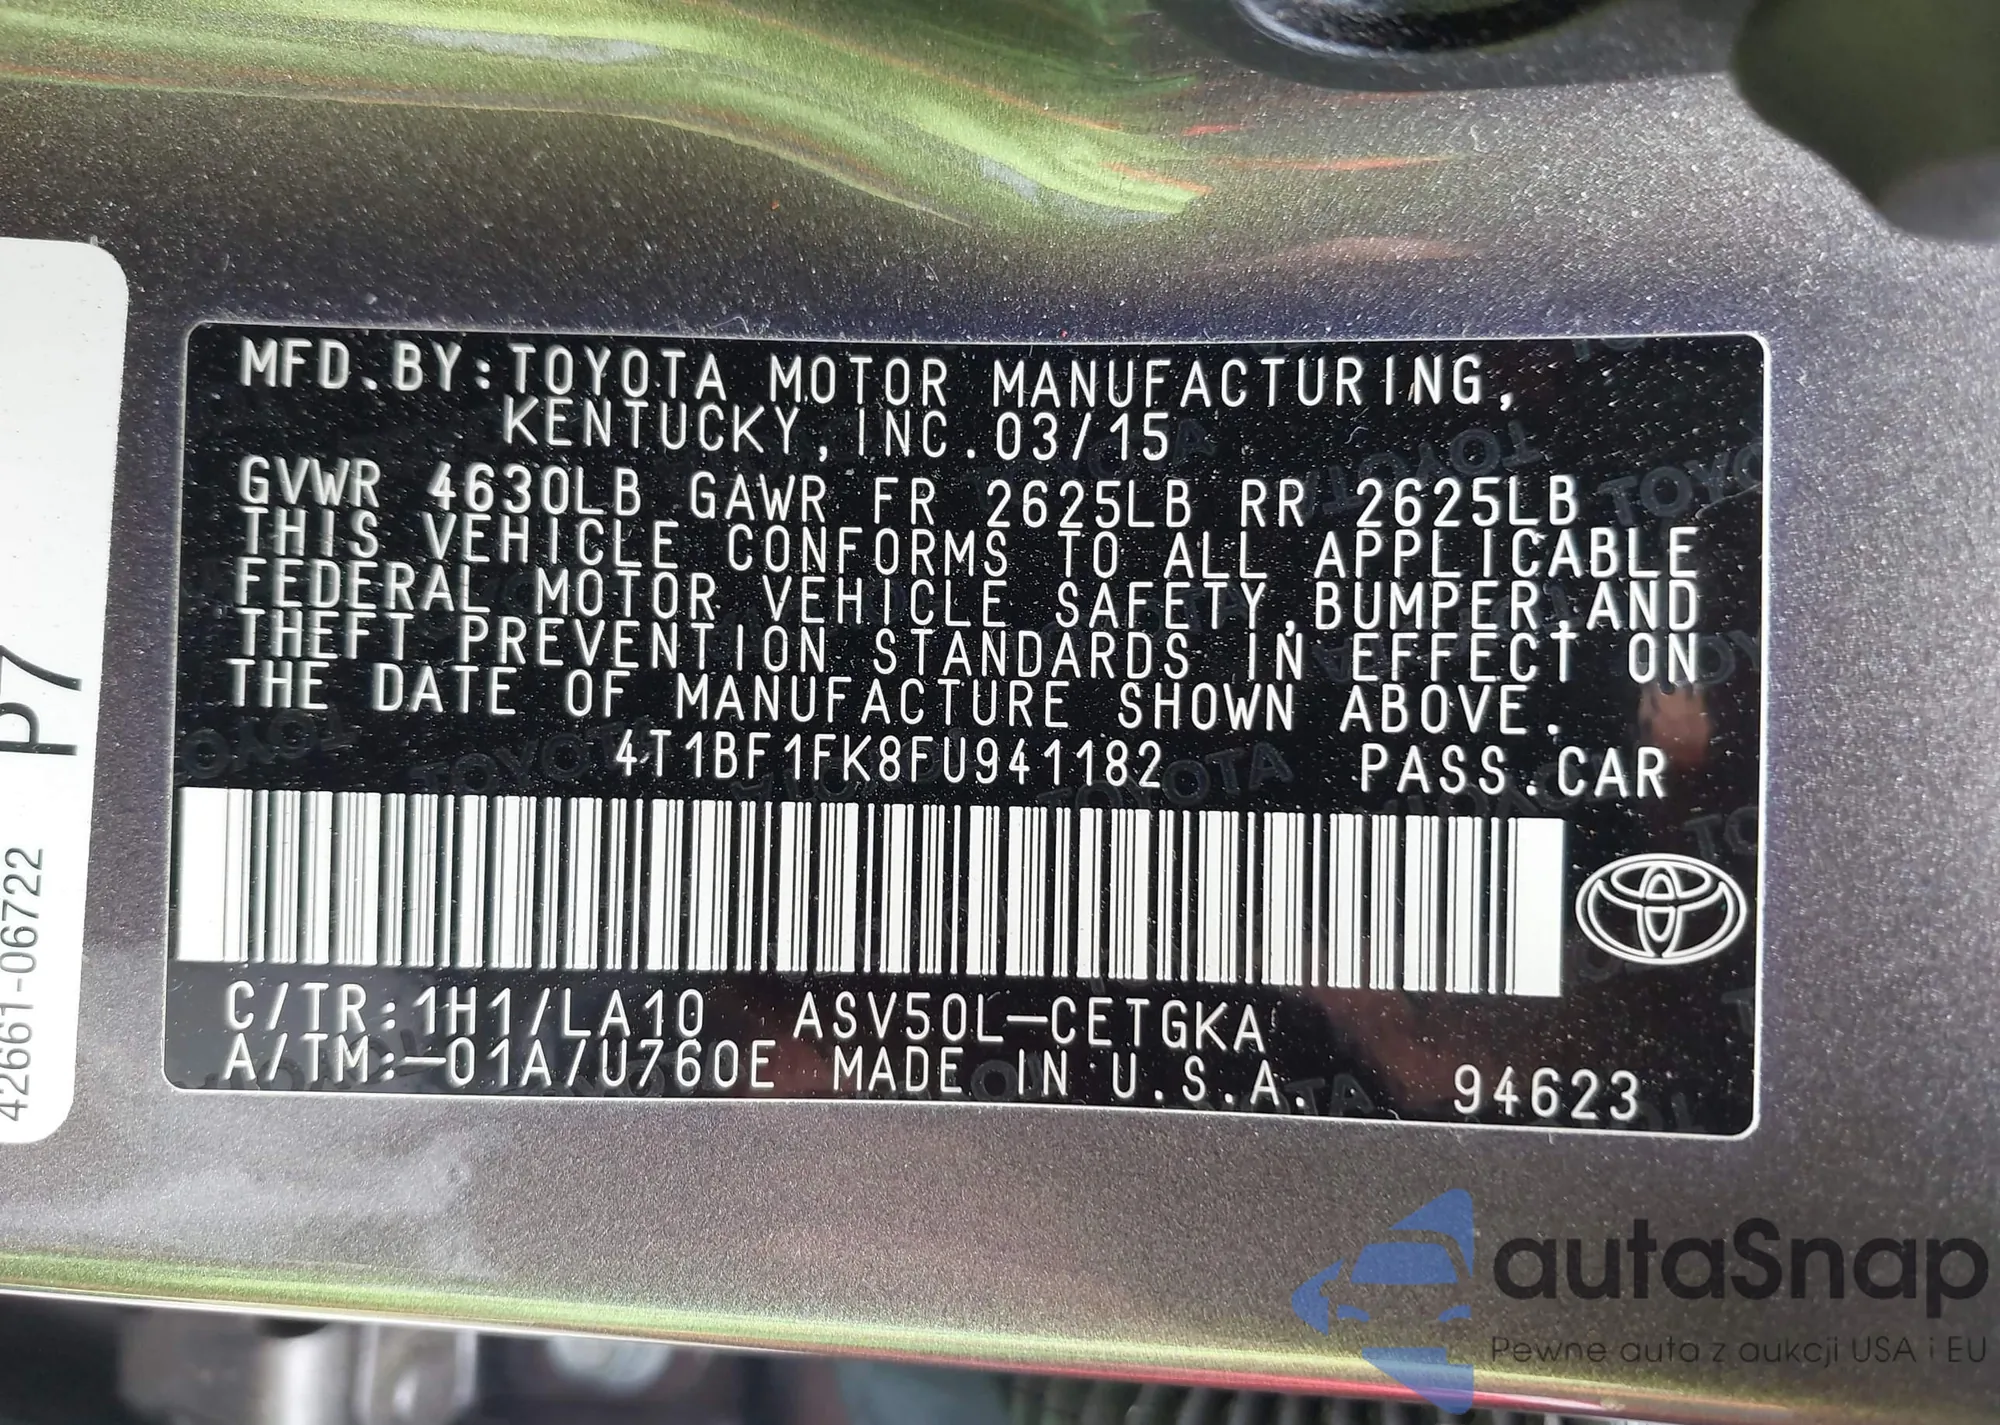 MFD.BY:TOYOTA MOTOR MANUFACTURING,
KENTUCKY,INC.03/15
GVWR 4630LB GAWR FR 2625LB RR 2625LB
THIS VEHICLE CONFORMS TO ALL APPLICABLE
FEDERAL MOTOR VEHICLE SAFETY,BUMPER,AND
THEFT PREVENTION STANDARDS IN EFFECT ON
THE DATE OF MANUFACTURE SHOWN ABOVE.
4T1BF1FK8FU941182 PASS.CAR
C/TR:1H1/LA10 ASV50L-CETGKA
A/TM:-01A/U760E MADE IN U.S.A. 94623
42661-06722 P7
autaSnap
Pewne auta z aukcji USA i EU